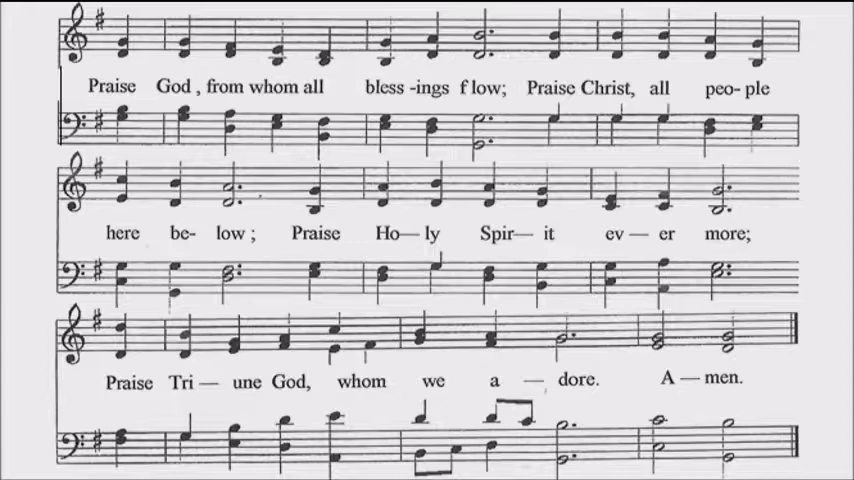 Praise God , from whom all bless -ings f low; Praise Christ, all peo- ple
here be- low ; Praise Ho— ly Spir— it ev — er more;
Praise Tri — une God, whom we a — dore. A — men.